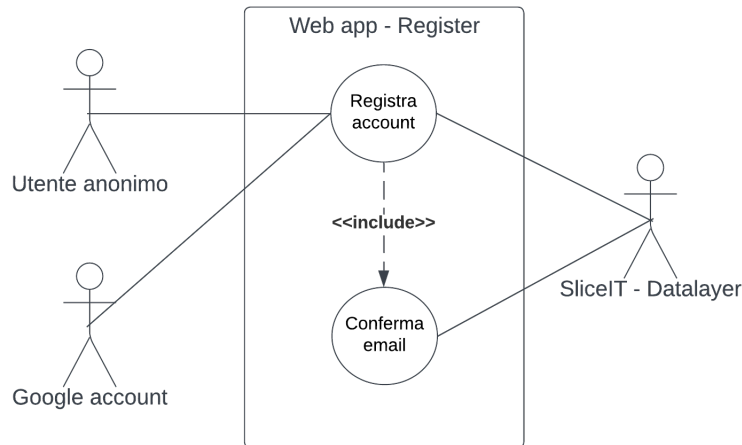 Web app - Register
Registra
account
Utente anonimo
<<include>>
SliceIT - Datalayer
Conferma
email
Google account